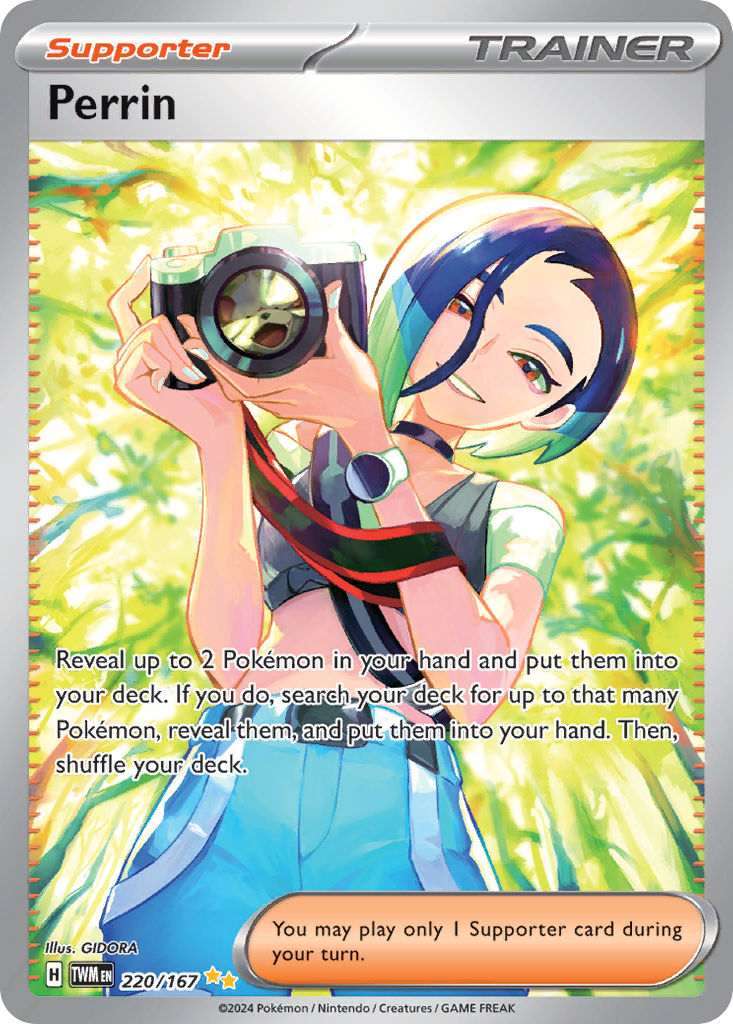 Supporter
TRAINER
Perrin
Reveal up to 2 Pokémon in your hand and put them into
your deck. If you do, search your deck for up to that many
Pokémon, reveal them, and put them into your hand. Then,
shuffle your deck.
You may play only 1 Supporter card during
your turn.
Illus. GIDORA
H TWM EN 220/167
©2024 Pokémon / Nintendo / Creatures / GAME FREAK